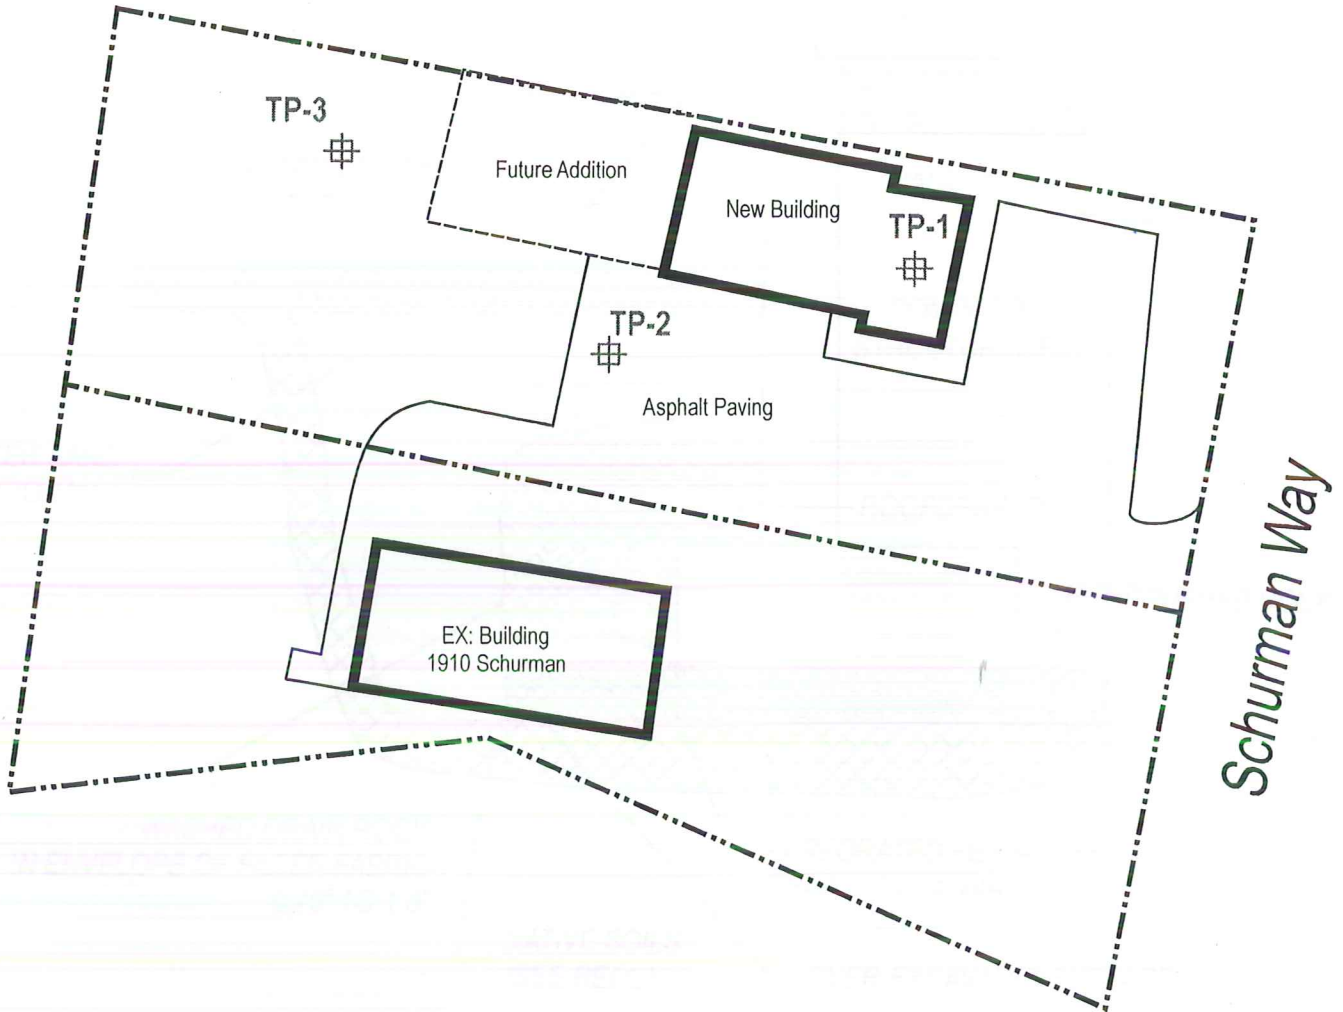 TP-3
Future Addition
New Building
TP-1
TP-2
Asphalt Paving
EX: Building
1910 Schurman
Schurman Way